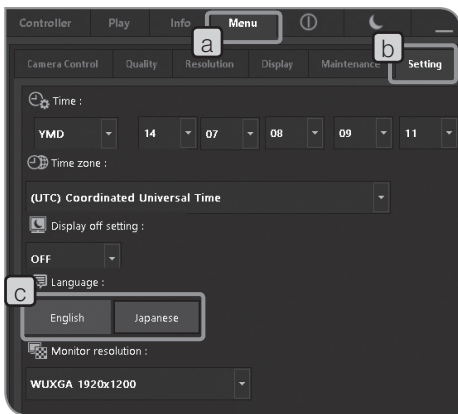 Controller Play Info Menu
a
b
Camera Control Quality Resolution Display Maintenance Setting
Time :
YMD 14 07 08 09 11
Time zone :
(UTC) Coordinated Universal Time
Display off setting :
OFF
c
Language :
English Japanese
Monitor resolution :
WUXGA 1920x1200